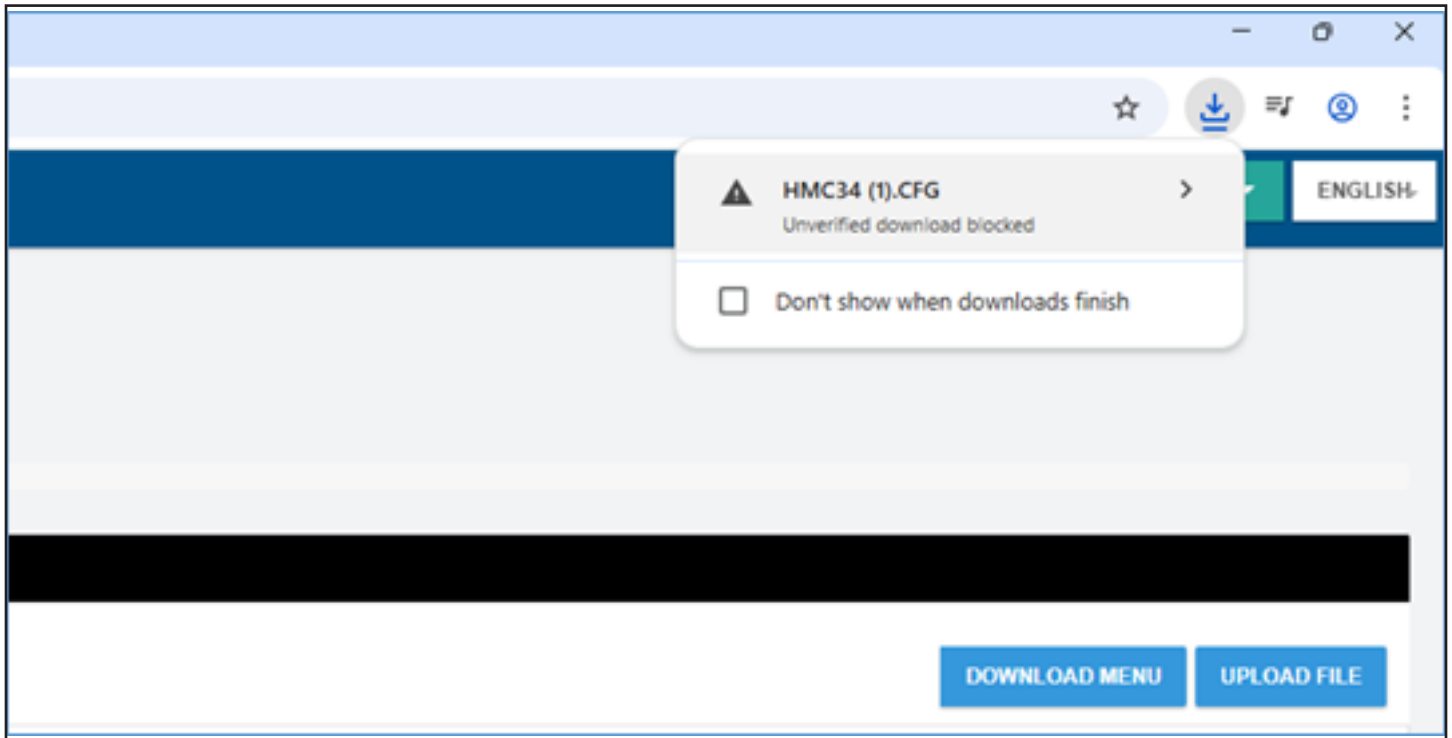 HMC34 (1).CFG
Unverified download blocked
ENGLISH
Don't show when downloads finish
DOWNLOAD MENU
UPLOAD FILE